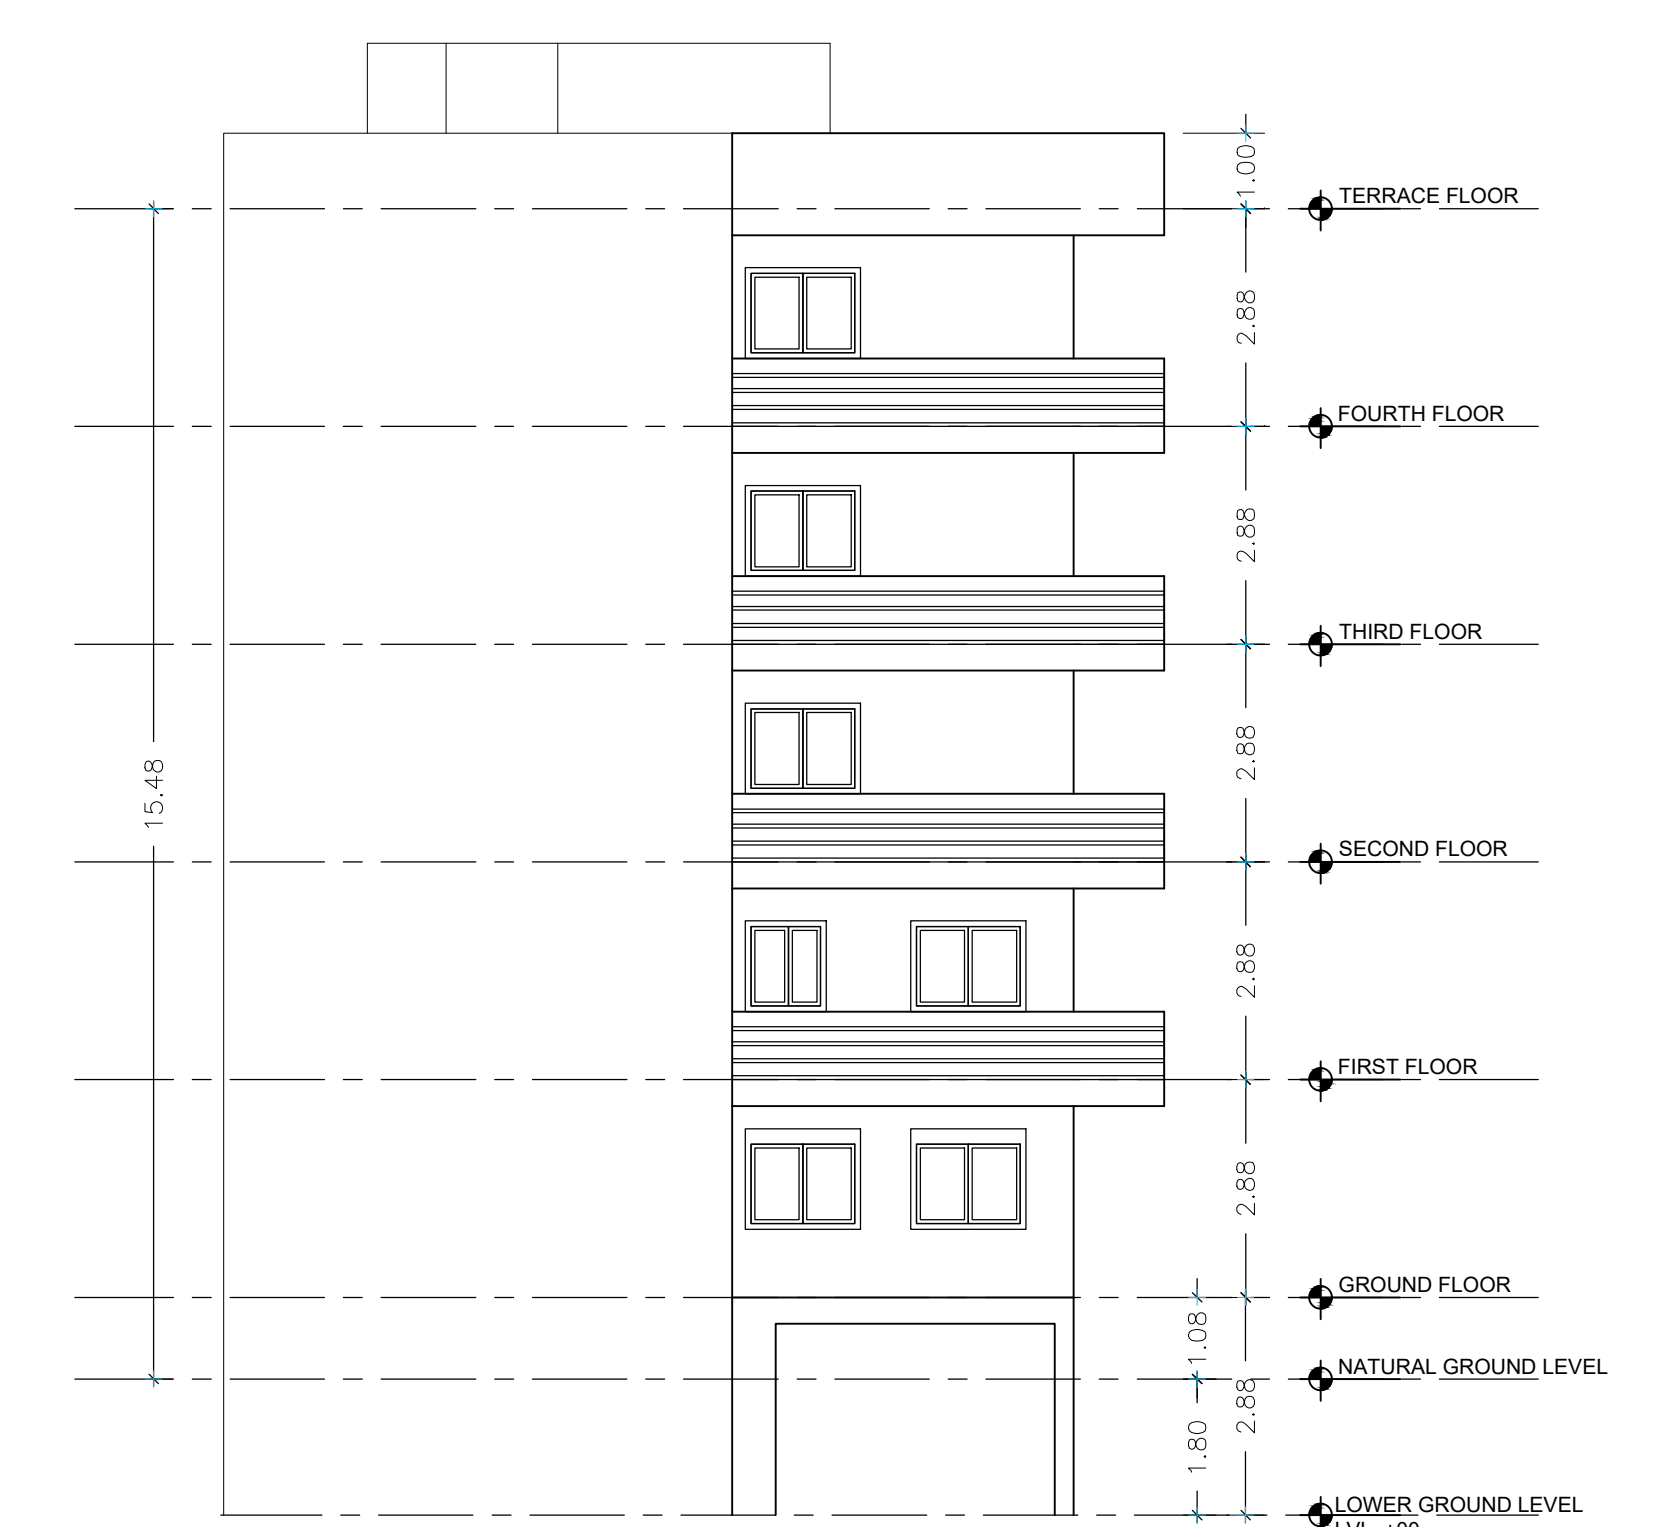 1.00
TERRACE FLOOR
2.88
FOURTH FLOOR
2.88
THIRD FLOOR
2.88
15.48
SECOND FLOOR
2.88
FIRST FLOOR
2.88
GROUND FLOOR
1.08
NATURAL GROUND LEVEL
2.88
1.80
LOWER GROUND LEVEL